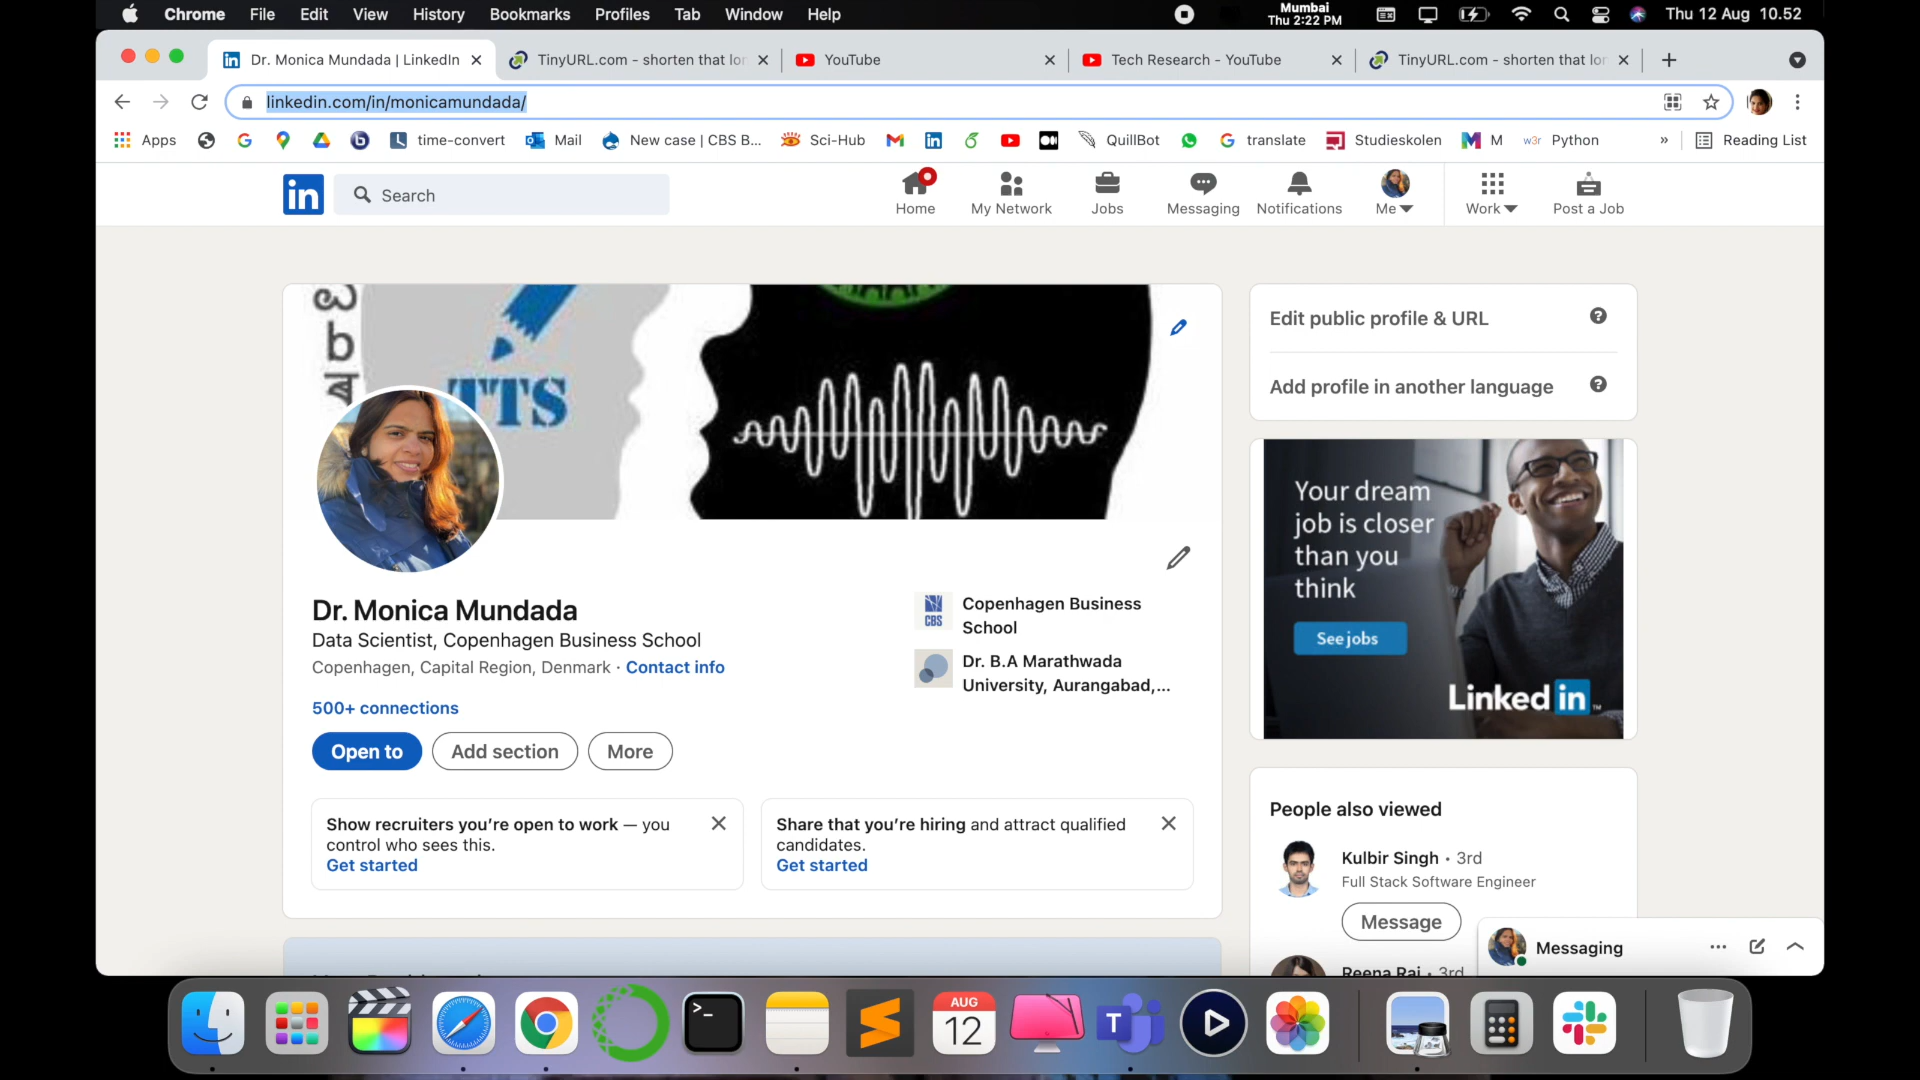 Chrome File Edit View History Bookmarks Profiles Tab Window Help
Mumbai
Thu 2:22 PM
Thu 12 Aug 10.52
Dr. Monica Mundada | LinkedIn
TinyURL.com - shorten that lon
YouTube
Tech Research - YouTube
TinyURL.com - shorten that lon
linkedin.com/in/monicamundada/
Apps
time-convert
Mail
New case | CBS B...
Sci-Hub
QuillBot
translate
Studieskolen
M
w3r Python
»
Reading List
in Search
Home
My Network
Jobs
Messaging
Notifications
Me
Work
Post a Job
b
TTS
Dr. Monica Mundada
Data Scientist, Copenhagen Business School
Copenhagen, Capital Region, Denmark · Contact info
500+ connections
Open to
Add section
More
CBS
Copenhagen Business
School
Dr. B.A Marathwada
University, Aurangabad,...
Show recruiters you're open to work — you
control who sees this.
Get started
Share that you're hiring and attract qualified
candidates.
Get started
Edit public profile & URL
Add profile in another language
Your dream
job is closer
than you
think
See jobs
Linked in
People also viewed
Kulbir Singh · 3rd
Full Stack Software Engineer
Message
Reena Rai · 3rd
Messaging
AUG
12
T